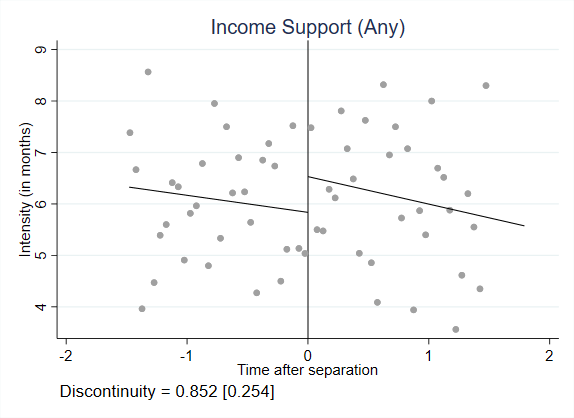 Income Support (Any)
Intensity (in months)
9
8
7
6
5
4
-2 -1 0 1 2
Time after separation
Discontinuity = 0.852 [0.254]